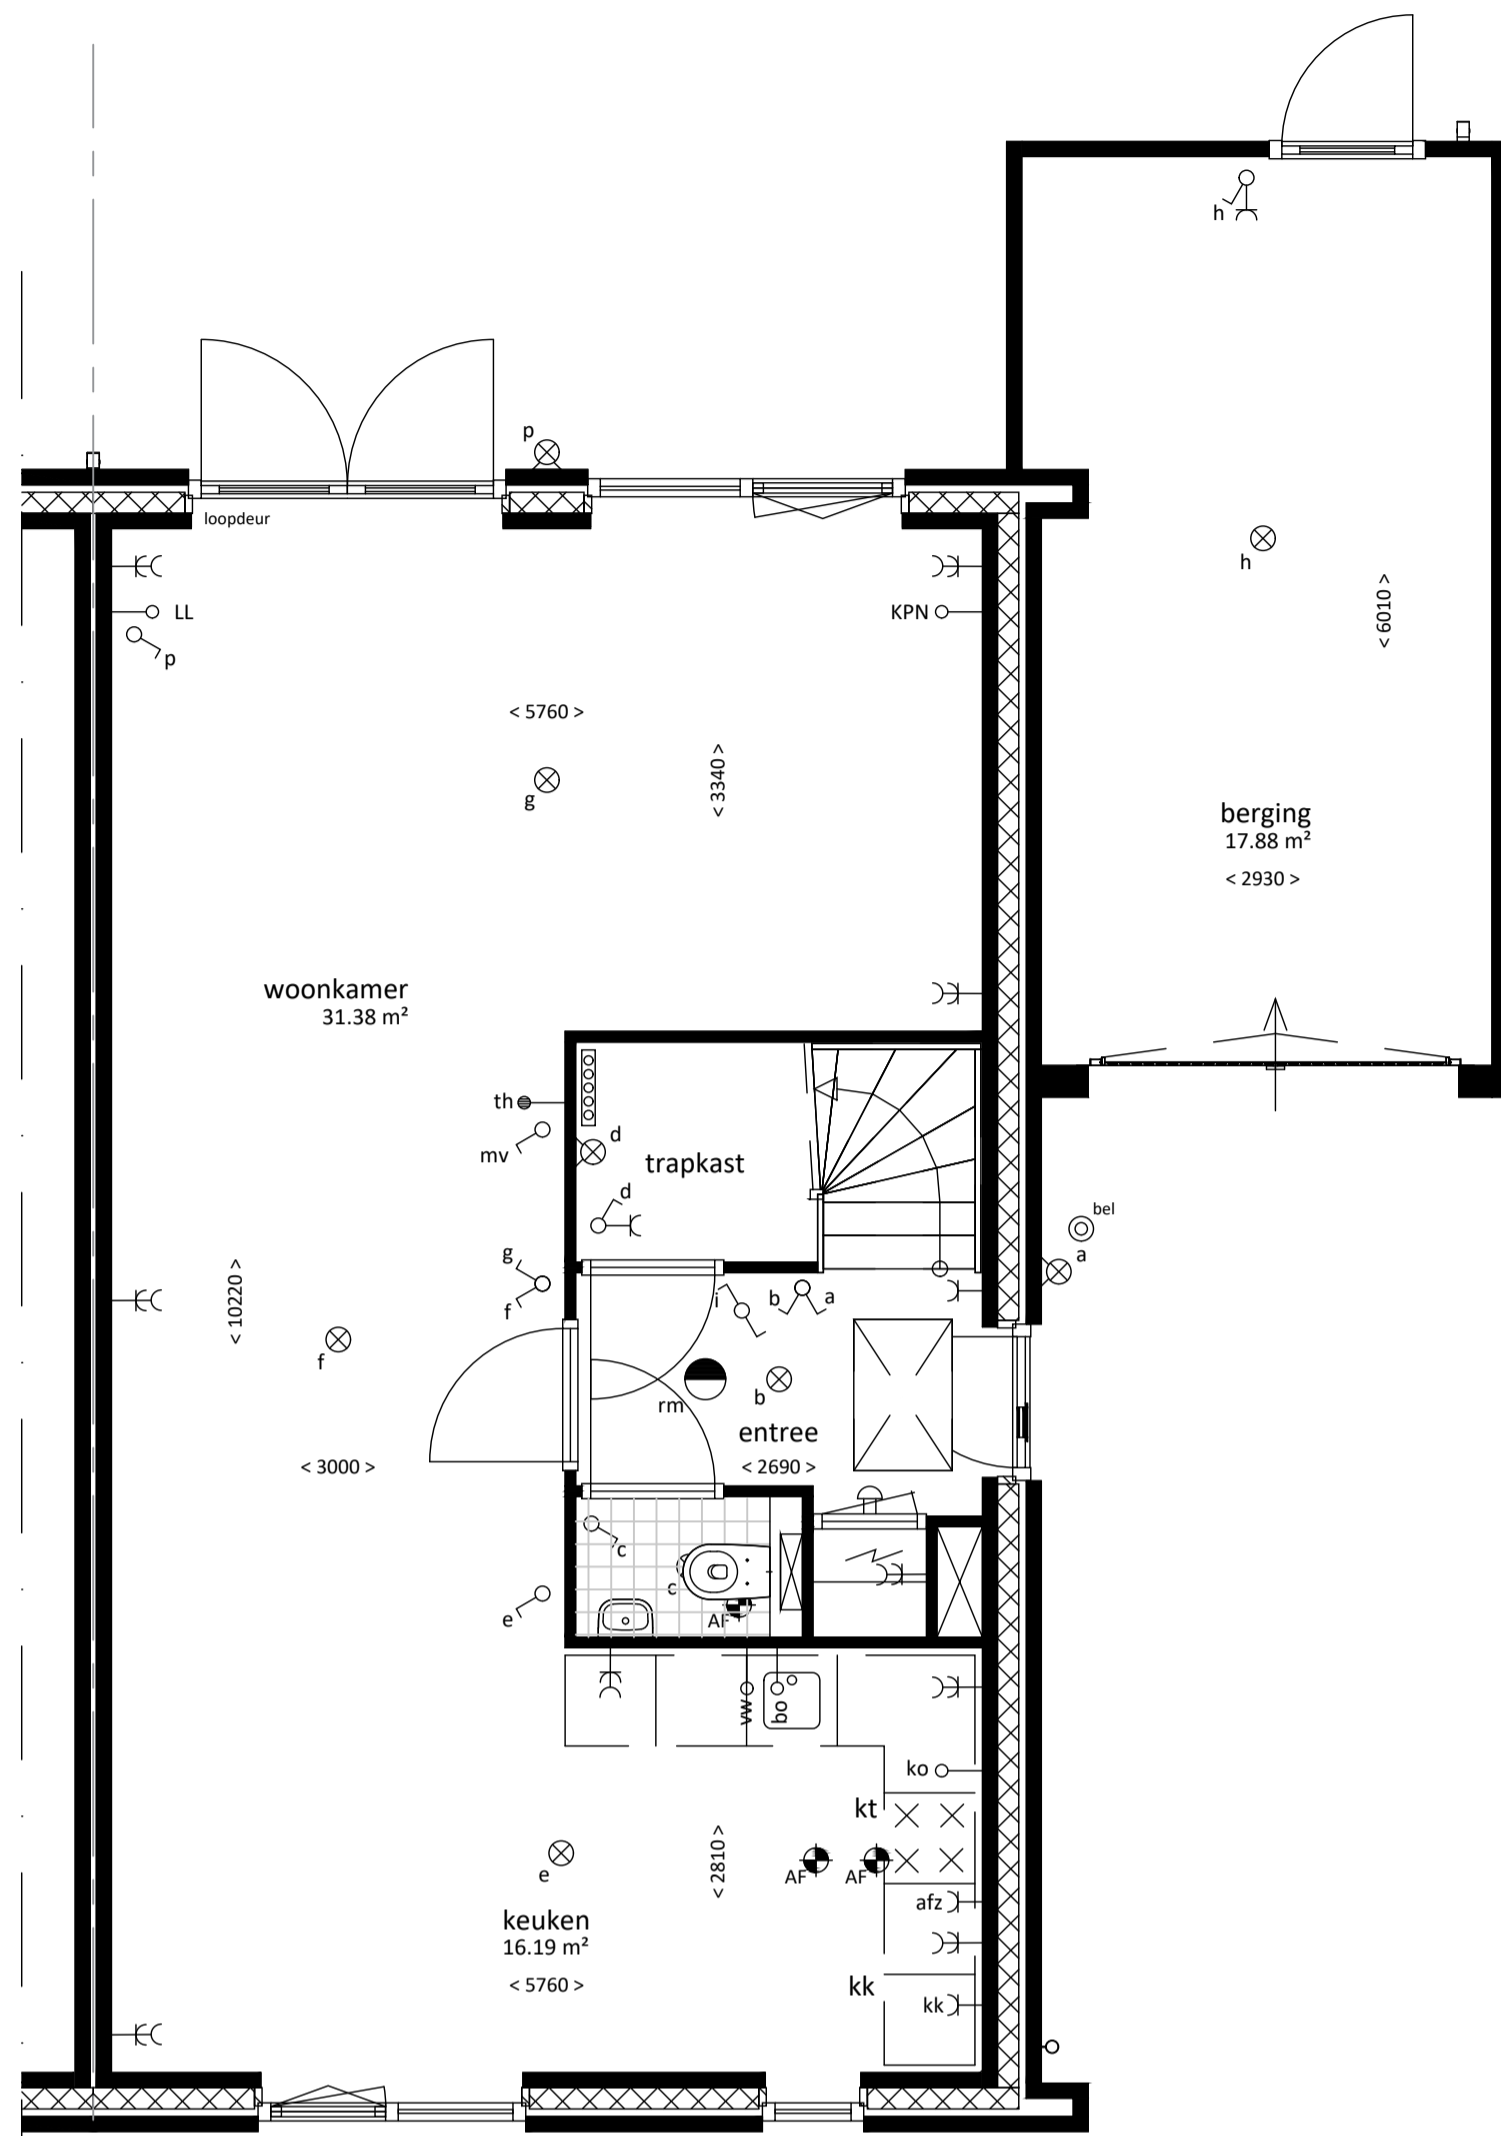 h
p
loopdeur
h
LL
KPN
< 6010 >
p
< 5760 >
< 3340 >
g
berging
17.88 m²
< 2930 >
woonkamer
31.38 m²
th
mv
d
trapkast
d
bel
a
g
f
i
b
a
< 10220 >
f
rm
b
entree
< 3000 >
< 2690 >
c
c
e
AF
vw
bo
ko
kt
< 2810 >
e
AF
AF
afz
keuken
16.19 m²
< 5760 >
kk
kk